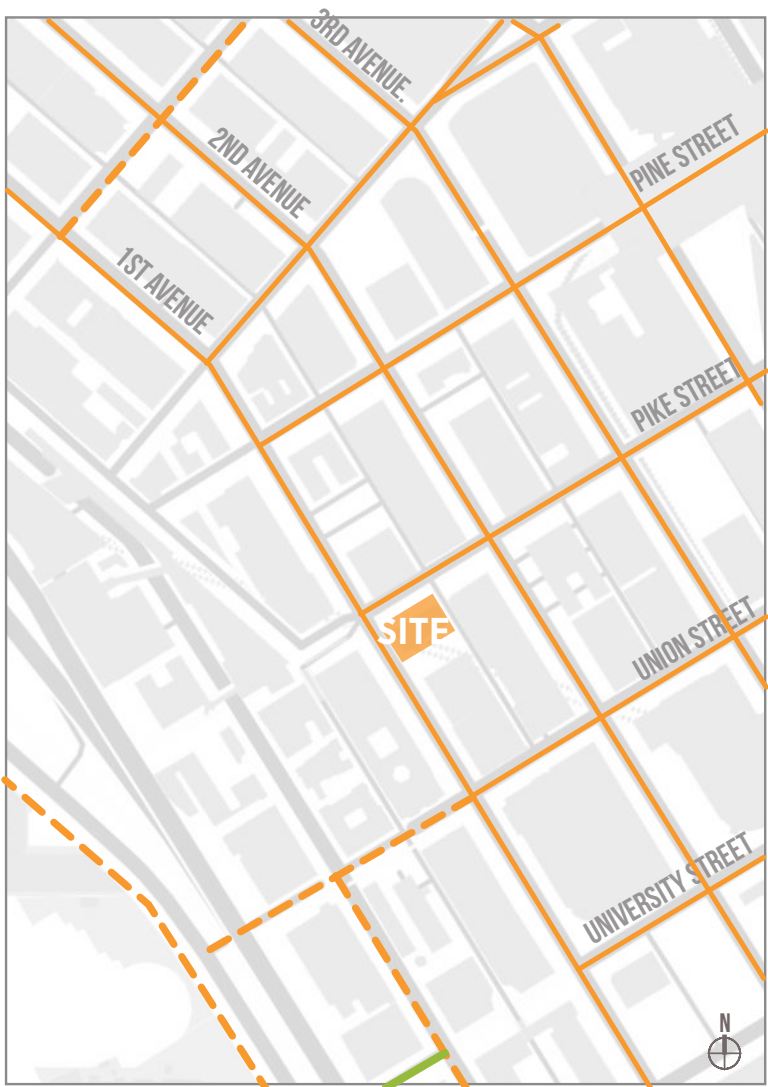 3RD AVENUE.
2ND AVENUE
PINE STREET
1ST AVENUE
PIKE STREET
SITE
UNION STREET
UNIVERSITY STREET
N